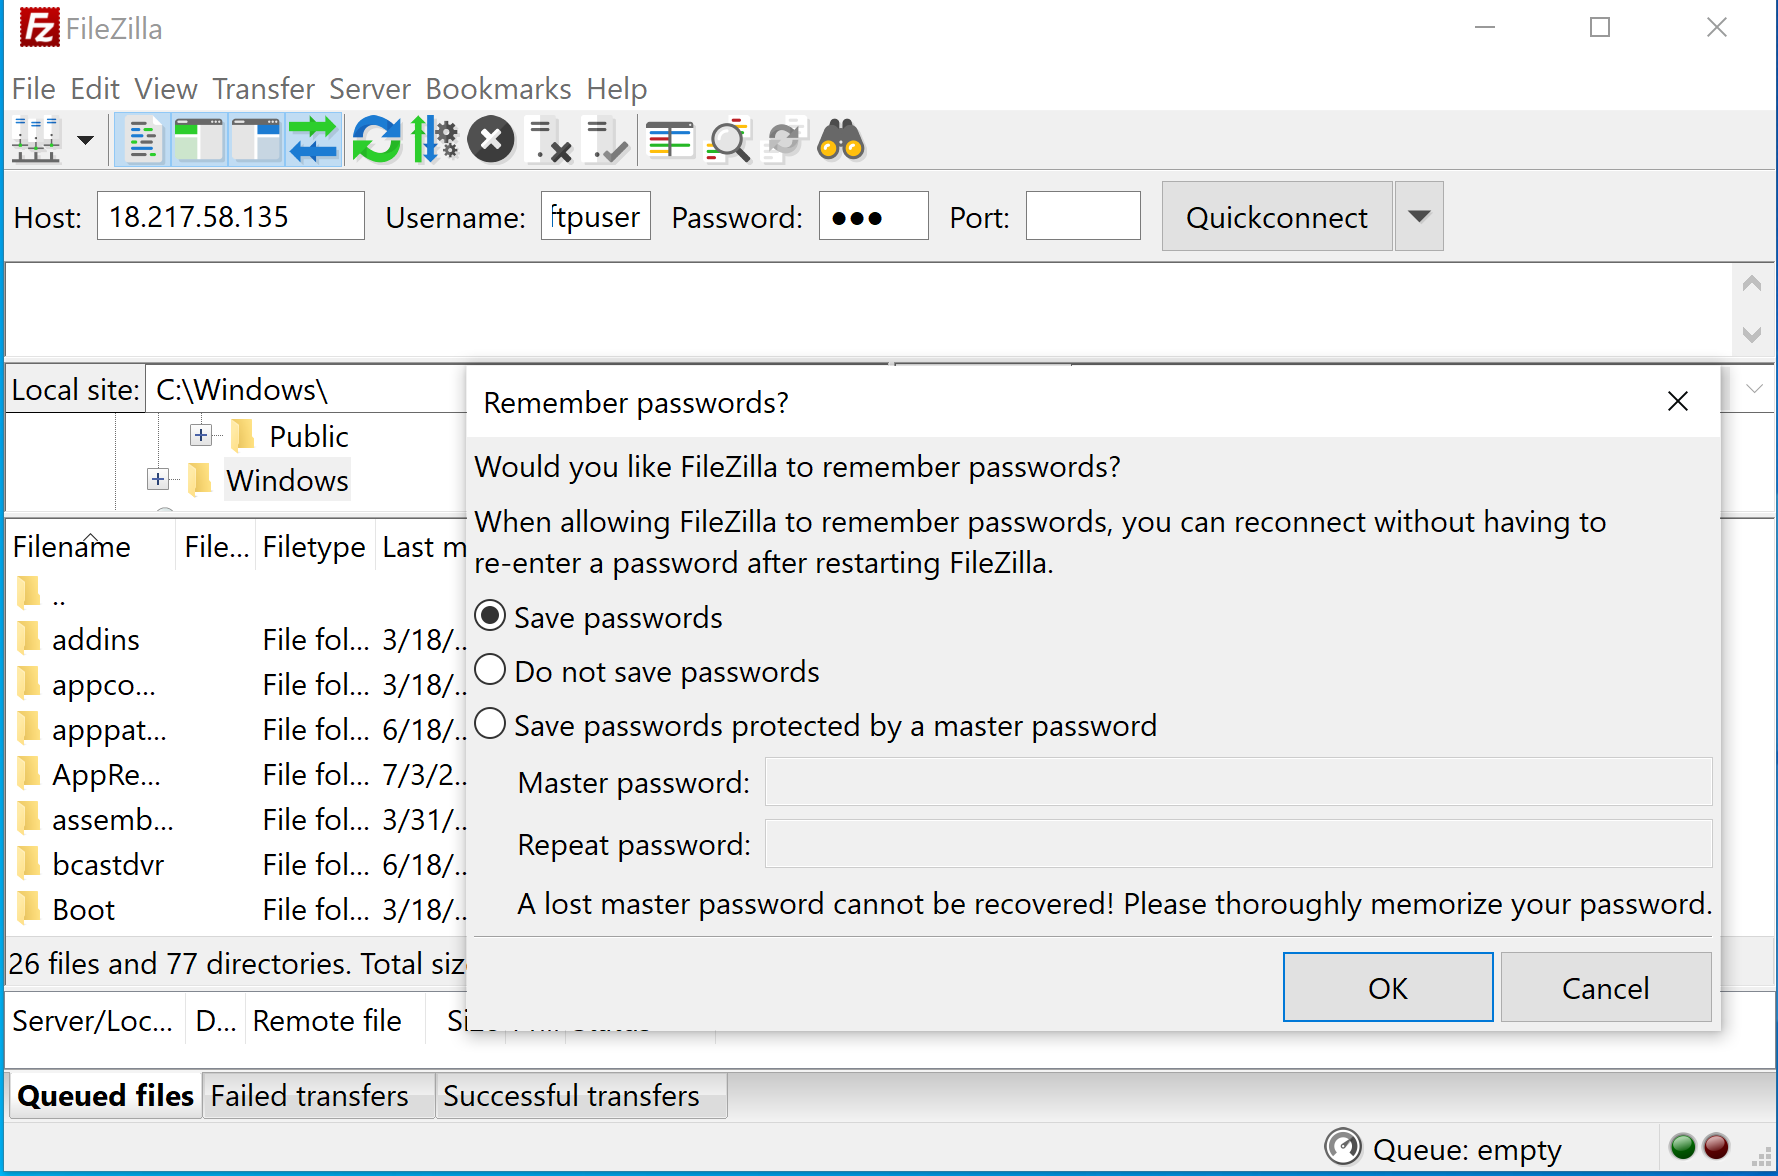 FileZilla
File Edit View Transfer Server Bookmarks Help
Host: 18.217.58.135 Username: ftpuser Password: ●●● Port: Quickconnect
Local site: C:\Windows\
Public
Windows
Filename File... Filetype Last m
..
addins File fol... 3/18/...
appco... File fol... 3/18/...
apppat... File fol... 6/18/...
AppRe... File fol... 7/3/2...
assemb... File fol... 3/31/...
bcastdvr File fol... 6/18/...
Boot File fol... 3/18/...
26 files and 77 directories. Total siz
Server/Loc... D... Remote file Size
Queued files Failed transfers Successful transfers
Queue: empty
Remember passwords?
Would you like FileZilla to remember passwords?
When allowing FileZilla to remember passwords, you can reconnect without having to
re-enter a password after restarting FileZilla.
Save passwords
Do not save passwords
Save passwords protected by a master password
Master password:
Repeat password:
A lost master password cannot be recovered! Please thoroughly memorize your password.
OK Cancel